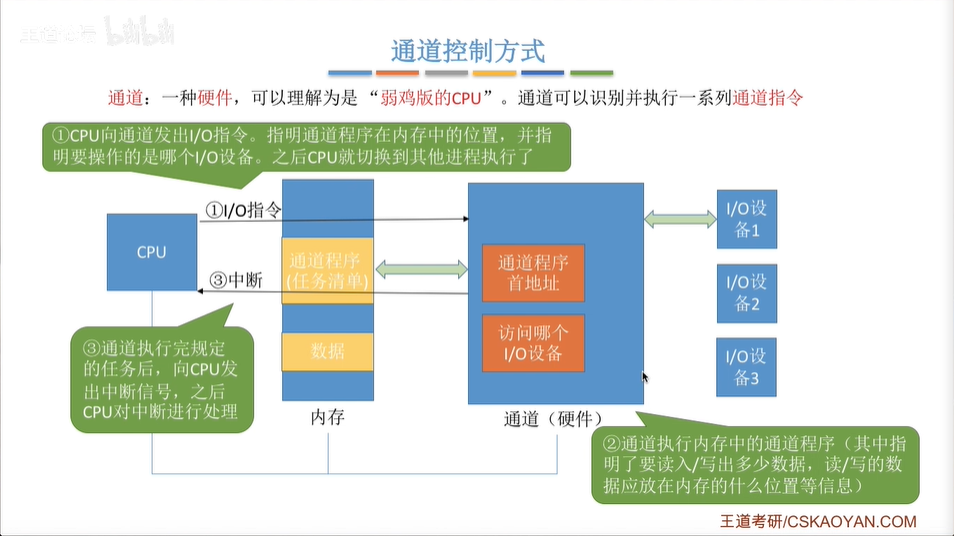 王道论坛 bilibili
通道控制方式
通道：一种硬件，可以理解为是 “弱鸡版的CPU”。通道可以识别并执行一系列通道指令
①CPU向通道发出I/O指令。指明通道程序在内存中的位置，并指
明要操作的是哪个I/O设备。之后CPU就切换到其他进程执行了
①I/O指令
CPU
通道程序
(任务清单)
③中断
数据
内存
通道程序
首地址
访问哪个
I/O设备
通道（硬件）
I/O设
备1
I/O设
备2
I/O设
备3
③通道执行完规定
的任务后，向CPU发
出中断信号，之后
CPU对中断进行处理
②通道执行内存中的通道程序（其中指
明了要读入/写出多少数据，读/写的数
据应放在内存的什么位置等信息）
王道考研/CSKAOYAN.COM